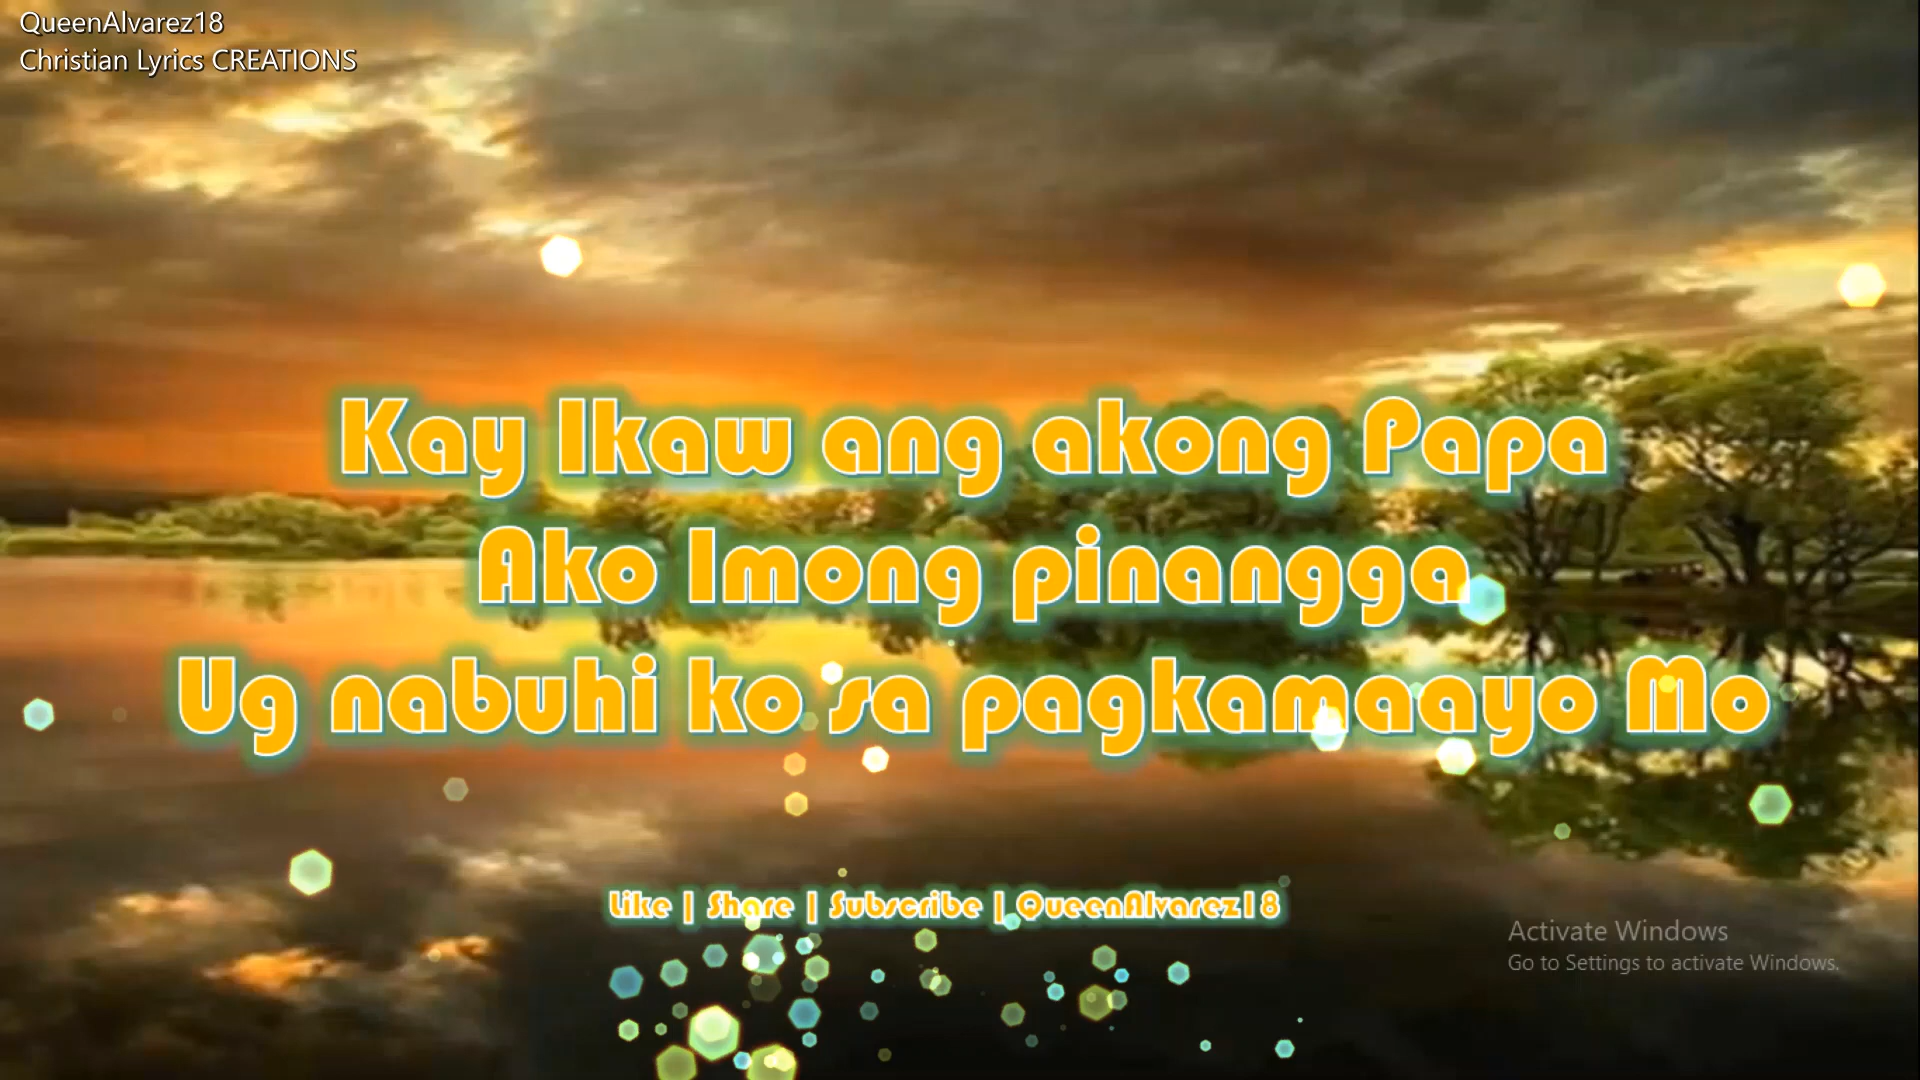 QueenAlvarez18
Christian Lyrics CREATIONS
Kay Ikaw ang akong Papa
Ako Imong pinangga
Ug nabuhi ko sa pagkamaayo Mo
Like | Share | Subscribe | QueenAlvarez18
Activate Windows
Go to Settings to activate Windows.